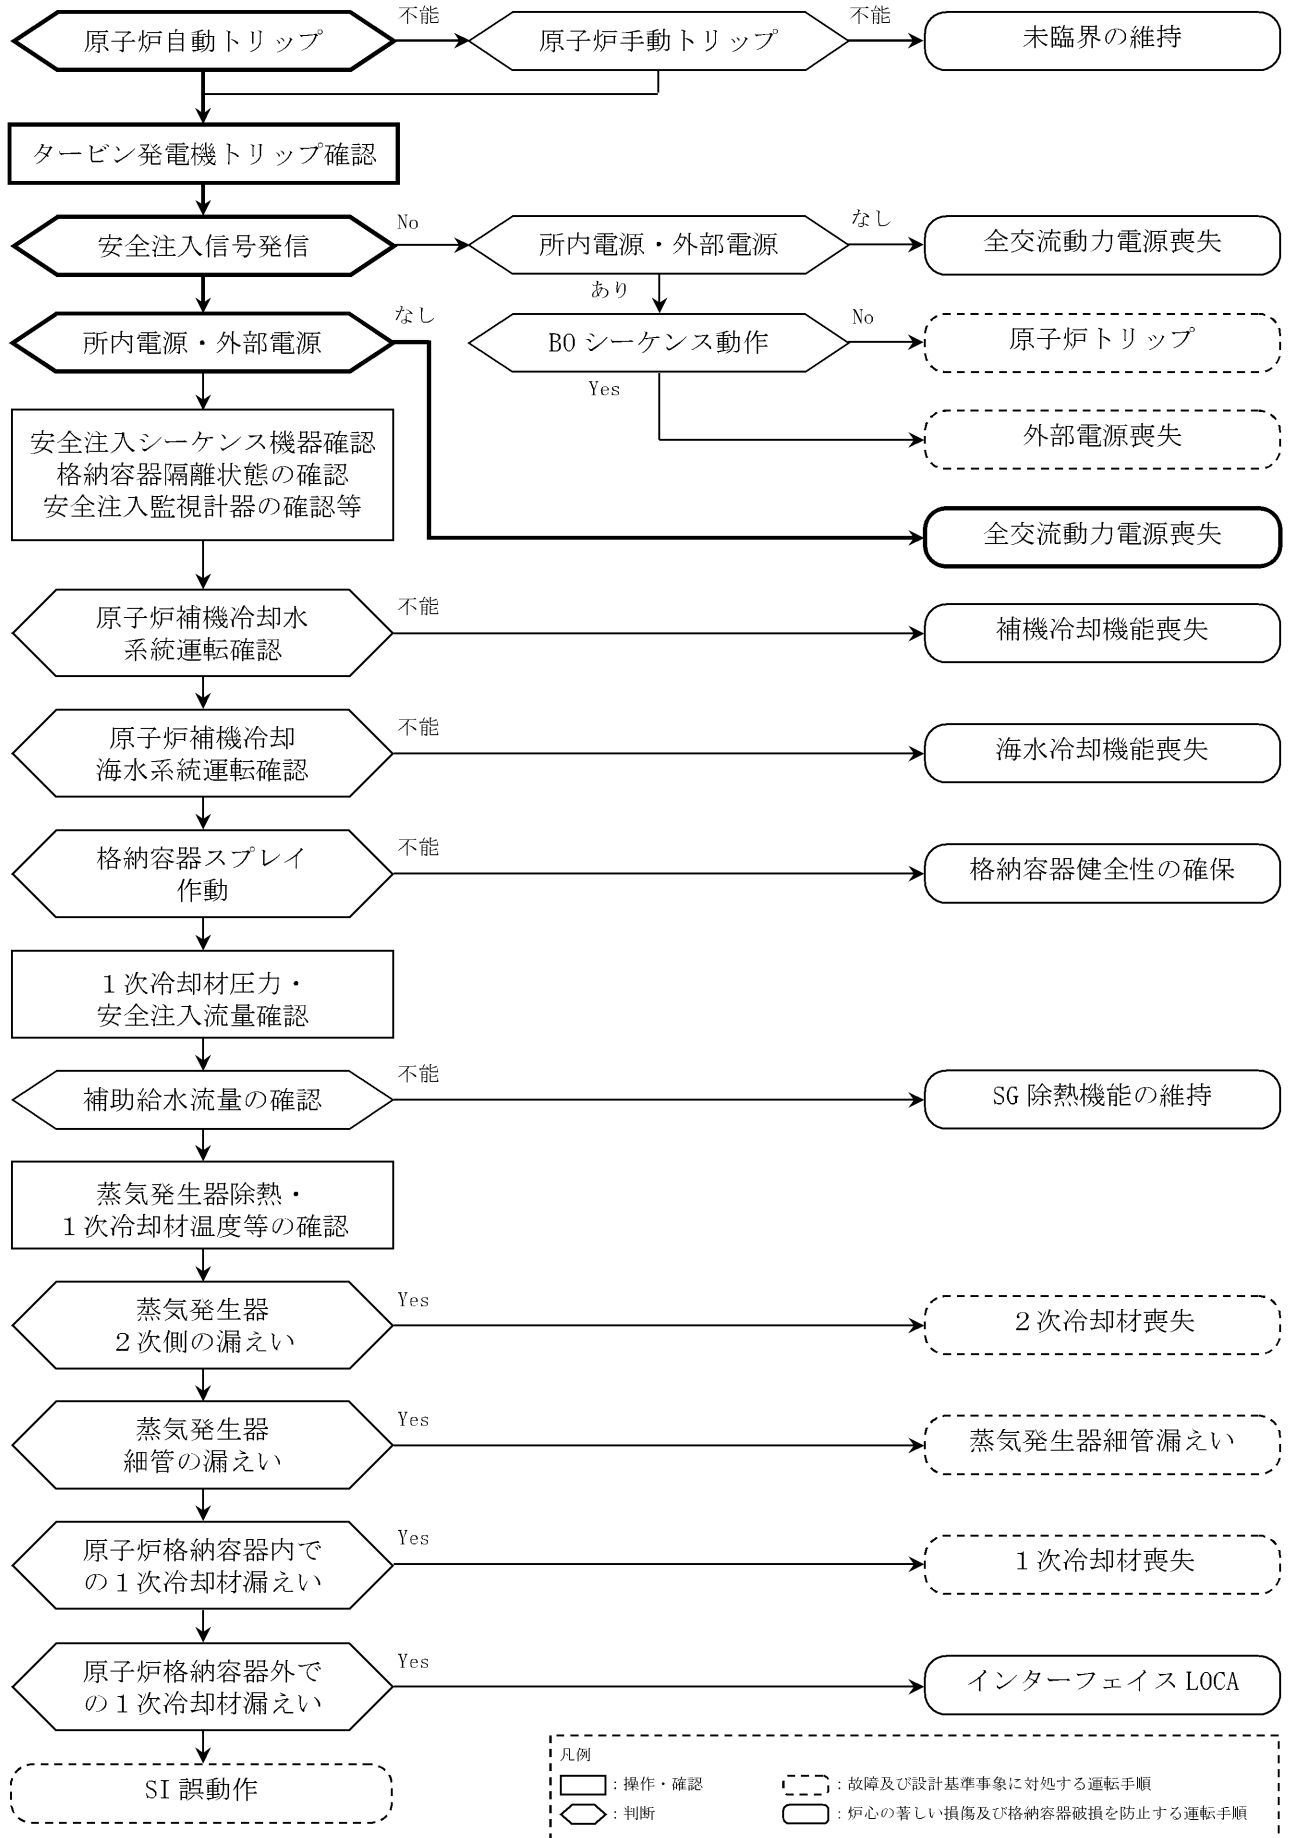 不能
不能
原子炉自動トリップ
原子炉手動トリップ
未臨界の維持
タービン発電機トリップ確認
No
なし
安全注入信号発信
所内電源・外部電源
全交流動力電源喪失
あり
なし
No
所内電源・外部電源
BOシーケンス動作
原子炉トリップ
Yes
安全注入シーケンス機器確認
格納容器隔離状態の確認
安全注入監視計器の確認等
外部電源喪失
全交流動力電源喪失
不能
原子炉補機冷却水
系統運転確認
補機冷却機能喪失
不能
原子炉補機冷却
海水系統運転確認
海水冷却機能喪失
不能
格納容器スプレイ
作動
格納容器健全性の確保
1次冷却材圧力・
安全注入流量確認
不能
補助給水流量の確認
SG除熱機能の維持
蒸気発生器除熱・
1次冷却材温度等の確認
Yes
蒸気発生器
2次側の漏えい
2次冷却材喪失
Yes
蒸気発生器
細管の漏えい
蒸気発生器細管漏えい
Yes
原子炉格納容器内で
の1次冷却材漏えい
1次冷却材喪失
Yes
原子炉格納容器外で
の1次冷却材漏えい
インターフェイスLOCA
SI誤動作
凡例
：操作・確認
：故障及び設計基準事象に対処する運転手順
：判断
：炉心の著しい損傷及び格納容器破損を防止する運転手順